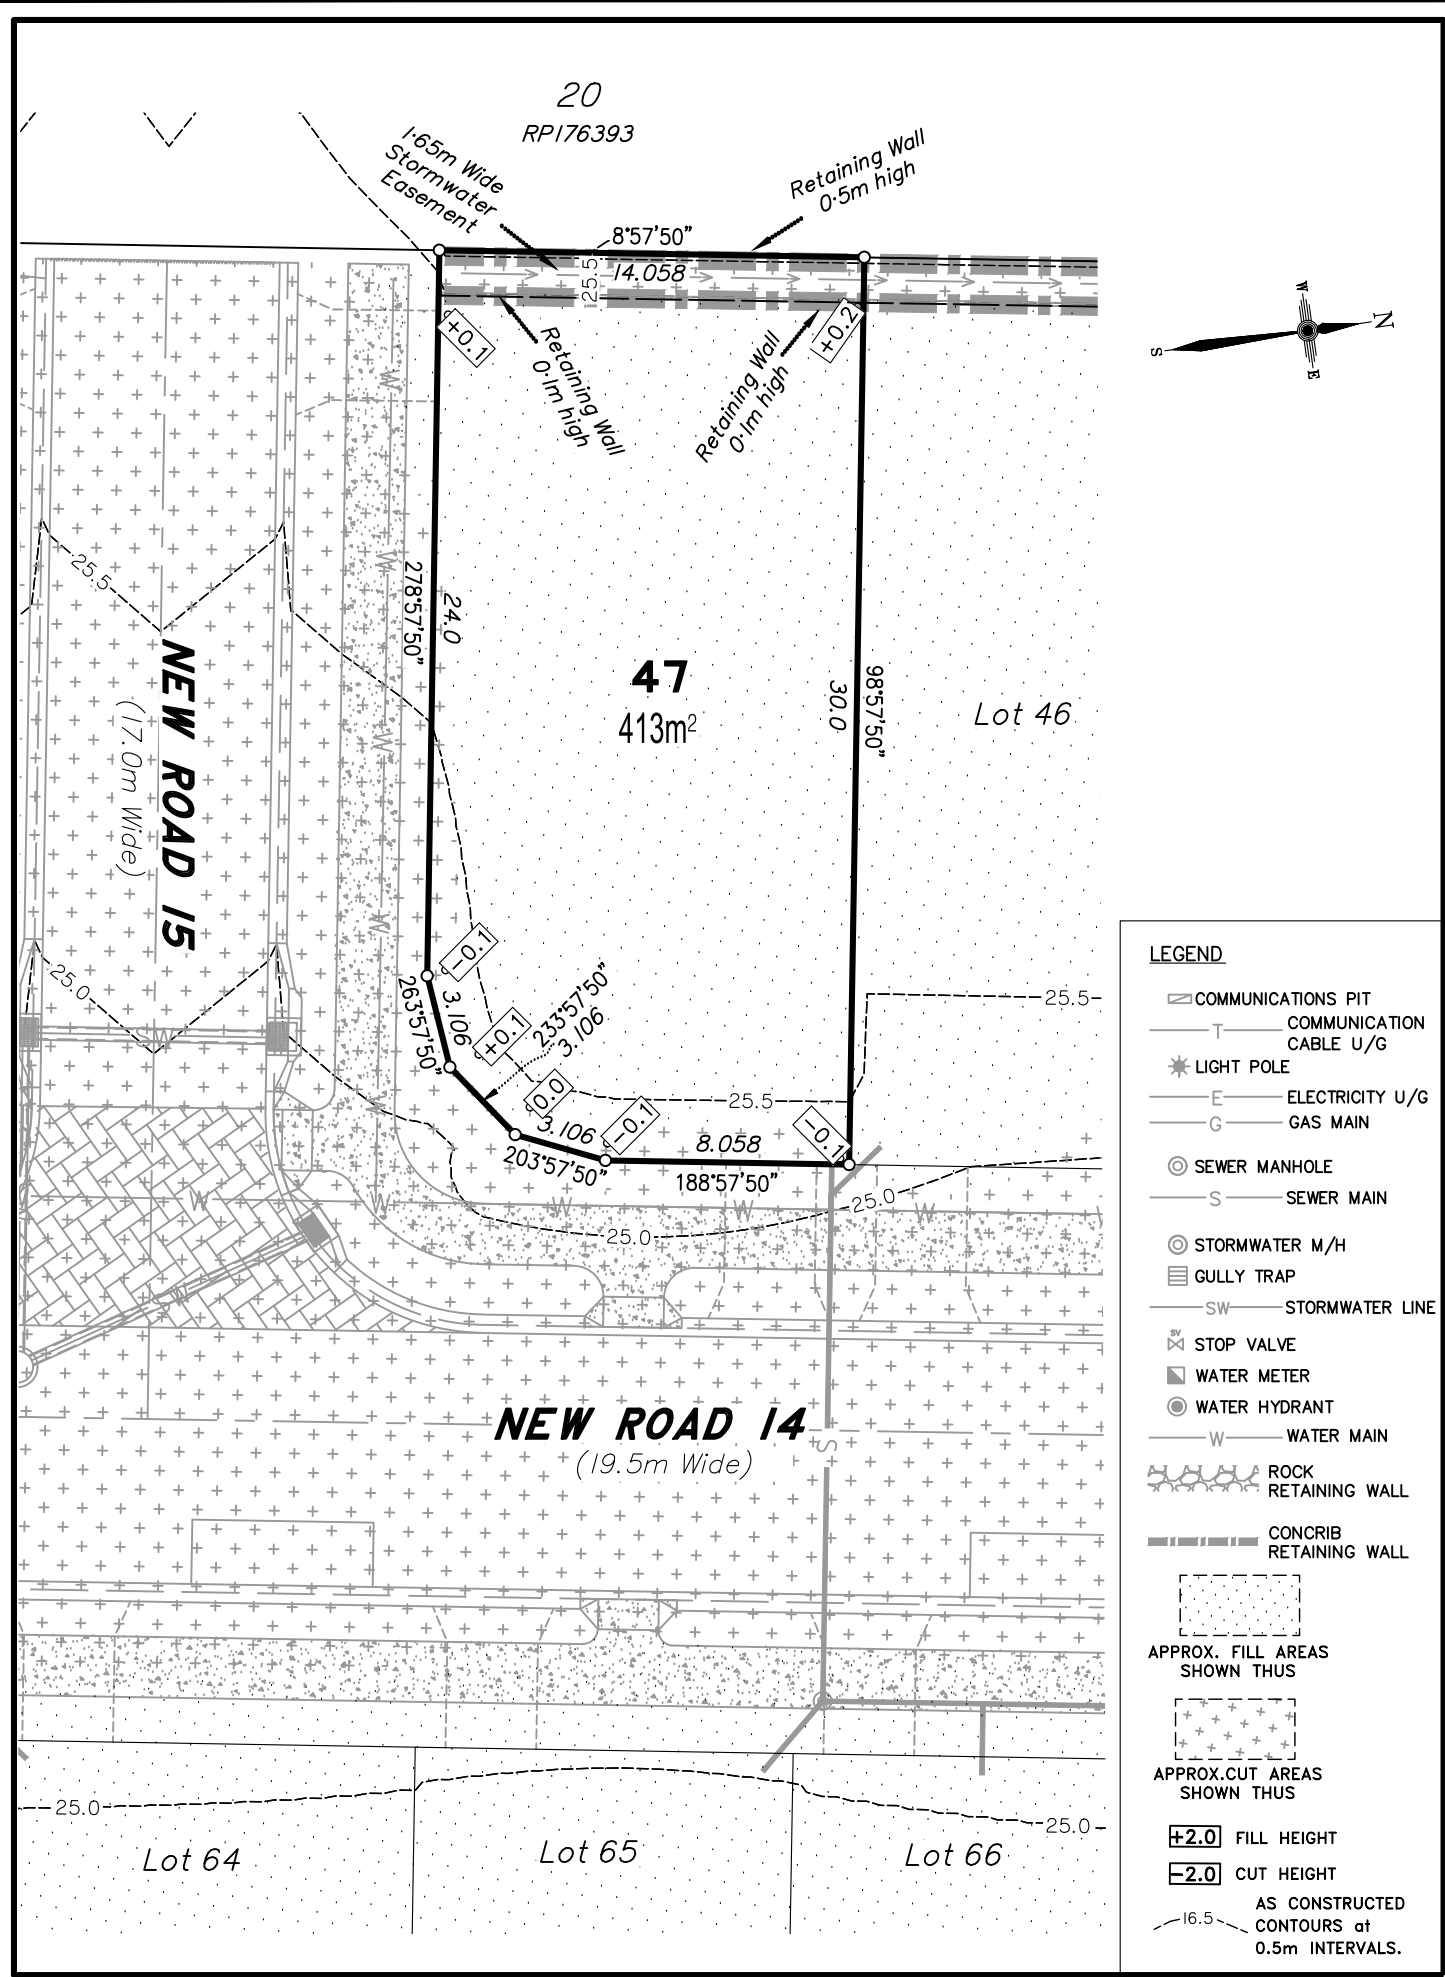 20
RP176393
1·65m Wide
Stormwater
Easement
Retaining Wall
0·5m high
8°57'50"
14.058
25.5
+0.1
+0.2
Retaining Wall
0·1m high
Retaining Wall
0·1m high
W
N
S
E
W
W
W
W
W
25.5
278°57'50"
24.0
47
413m²
30.0
98°57'50"
Lot 46
NEW ROAD 15
(17.0m Wide)
25.0
SW
-0.1
263°57'50"
3.106
+0.1
233°57'50"
3.106
0.0
3.106
203°57'50"
-0.1
25.5
8.058
-0.1
188°57'50"
25.5
25.0
25.0
W
W
W
W
W
SW
NEW ROAD 14
(19.5m Wide)
S
25.0
25.0
Lot 64
Lot 65
Lot 66
LEGEND
COMMUNICATIONS PIT
T
COMMUNICATION
CABLE U/G
LIGHT POLE
E
ELECTRICITY U/G
G
GAS MAIN
SEWER MANHOLE
S
SEWER MAIN
STORMWATER M/H
GULLY TRAP
SW
STORMWATER LINE
SV
STOP VALVE
WATER METER
WATER HYDRANT
W
WATER MAIN
ROCK
RETAINING WALL
CONCRIB
RETAINING WALL
APPROX. FILL AREAS
SHOWN THUS
APPROX.CUT AREAS
SHOWN THUS
+2.0 FILL HEIGHT
-2.0 CUT HEIGHT
16.5
AS CONSTRUCTED
CONTOURS at
0.5m INTERVALS.